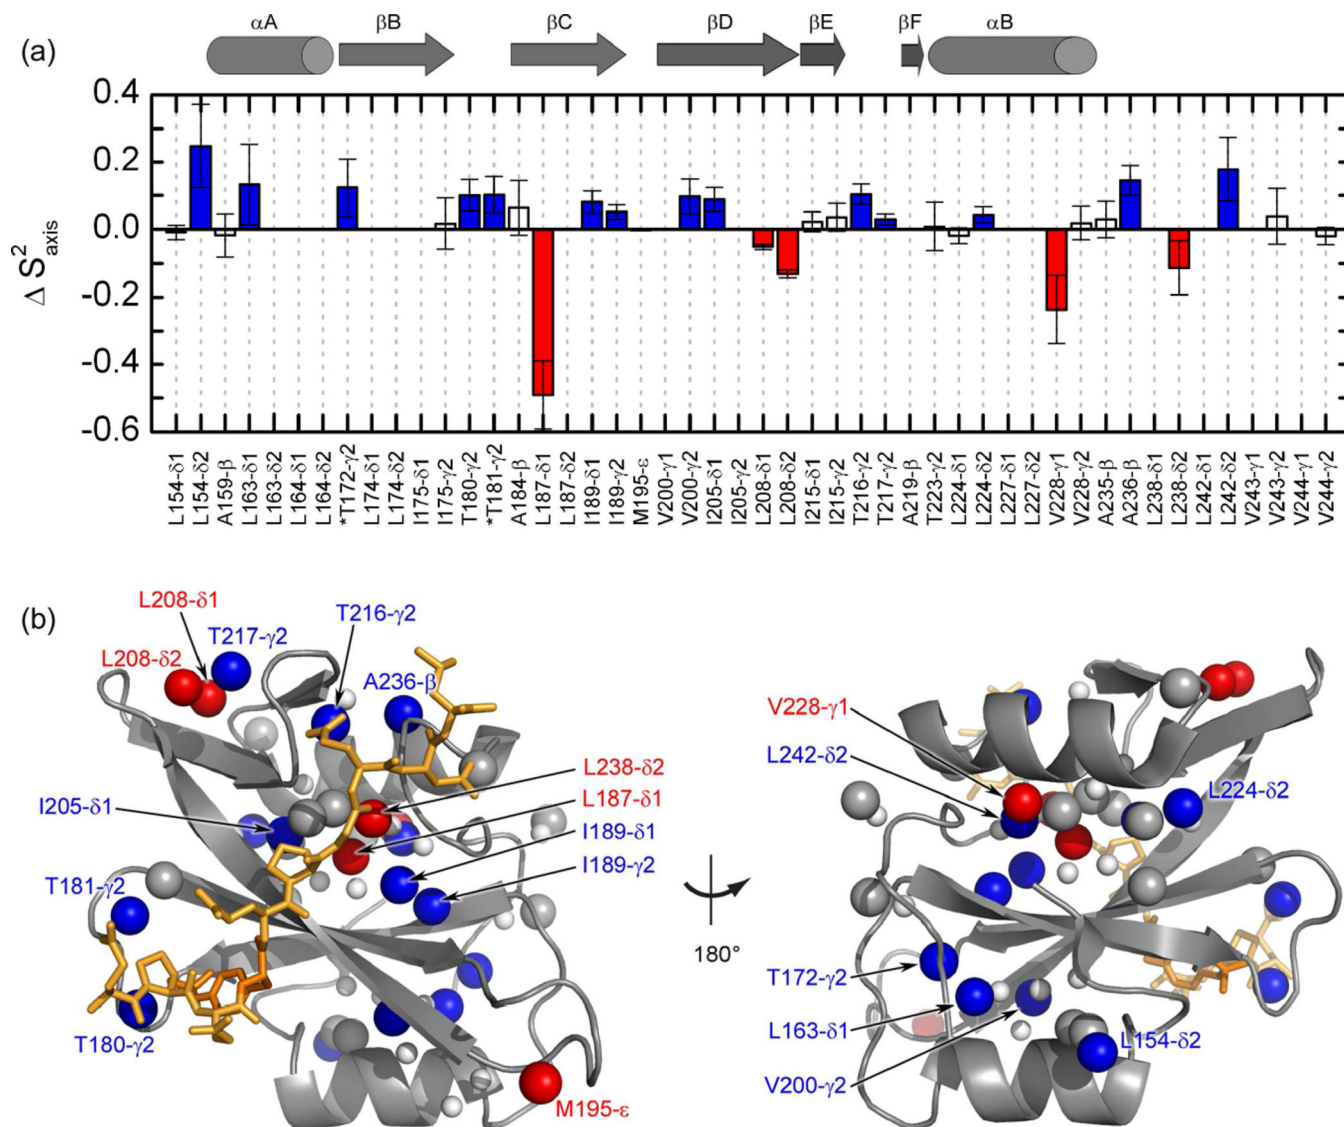 (a)
αA βB βC βD βE βF αB
0.4
0.2
0.0
-0.2
-0.4
-0.6
Δ S²axis
L154-δ1
L154-δ2
A159-β
L163-δ1
L163-δ2
L164-δ1
L164-δ2
*T172-γ2
L174-δ1
L174-δ2
I175-δ1
I175-γ2
T180-γ2
*T181-γ2
A184-β
L187-δ1
L187-δ2
I189-δ1
I189-γ2
M195-ε
V200-γ1
V200-γ2
I205-δ1
I205-γ2
L208-δ1
L208-δ2
I215-δ1
I215-γ2
T216-γ2
T217-γ2
A219-β
T223-γ2
L224-δ1
L224-δ2
L227-δ1
L227-δ2
V228-γ1
V228-γ2
A235-β
A236-β
L238-δ1
L238-δ2
L242-δ1
L242-δ2
V243-γ1
V243-γ2
V244-γ1
V244-γ2
(b)
L208-δ1
T217-γ2
T216-γ2
L208-δ2
A236-β
L238-δ2
L187-δ1
I205-δ1
I189-δ1
I189-γ2
T181-γ2
T180-γ2
M195-ε
180°
V228-γ1
L242-δ2
L224-δ2
T172-γ2
L163-δ1
L154-δ2
V200-γ2